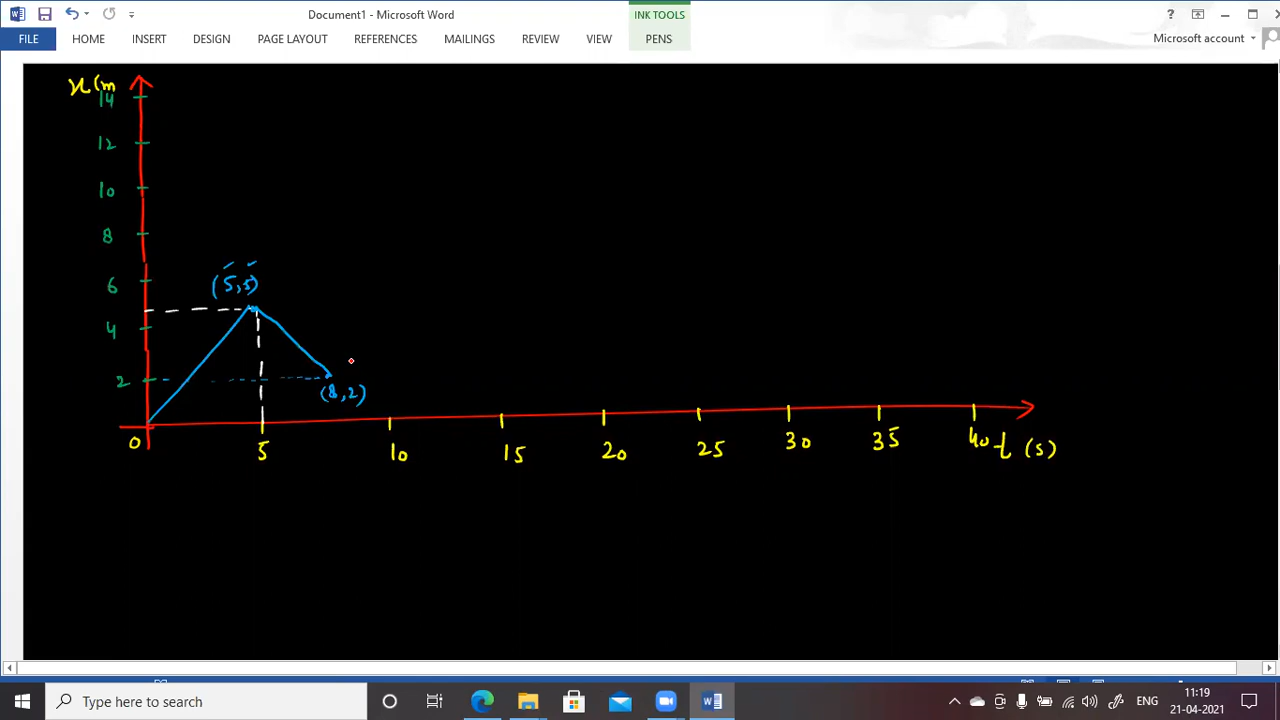 Document1 - Microsoft Word
INK TOOLS
?
FILE HOME INSERT DESIGN PAGE LAYOUT REFERENCES MAILINGS REVIEW VIEW PENS
Microsoft account
x(m
14
12
10
8
6
(5,5)
4
2
(8,2)
0
5 10 15 20 25 30 35 40 t (s)
Type here to search
ENG
11:19
21-04-2021